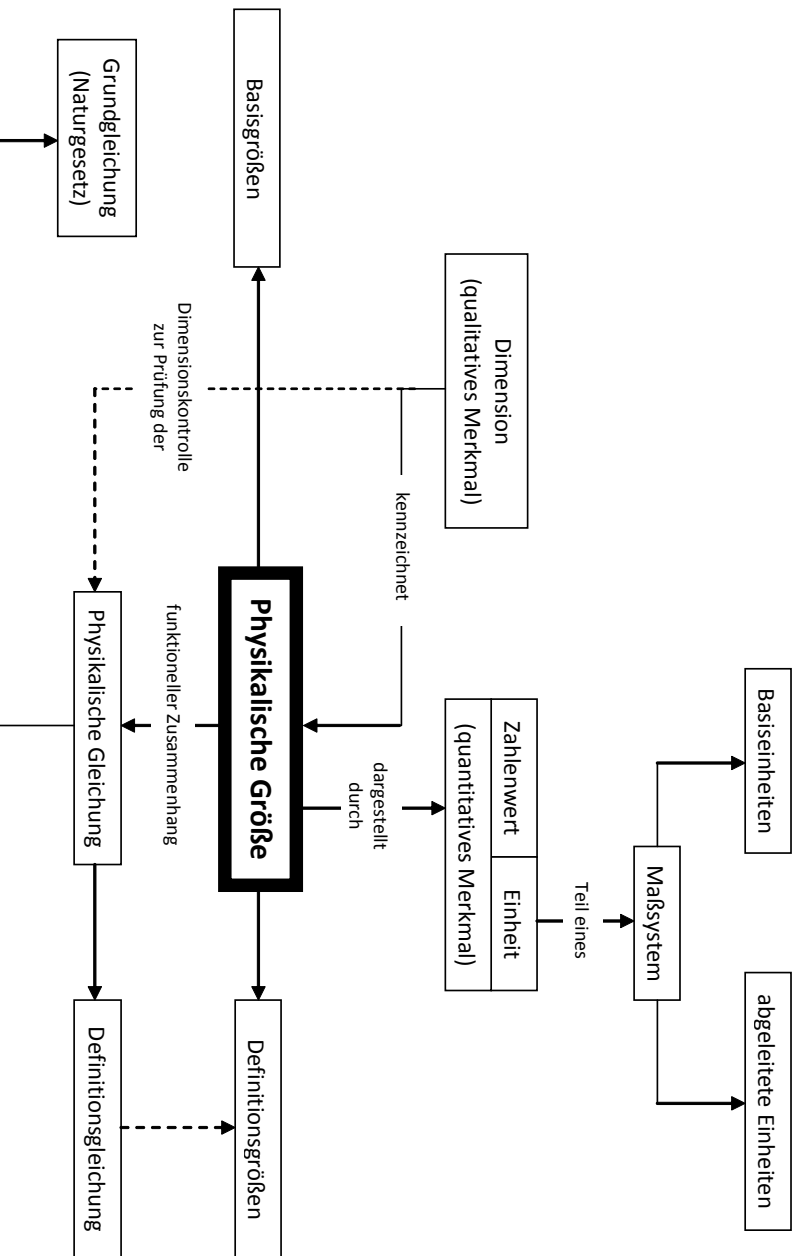 Basiseinheiten
abgeleitete Einheiten
Maßsystem
Teil eines
Dimension
(qualitatives Merkmal)
Zahlenwert
Einheit
(quantitatives Merkmal)
kennzeichnet
dargestellt
durch
Basisgrößen
Physikalische Größe
Definitionsgrößen
Dimensionskontrolle
zur Prüfung der
funktioneller Zusammenhang
Grundgleichung
(Naturgesetz)
Physikalische Gleichung
Definitionsgleichung